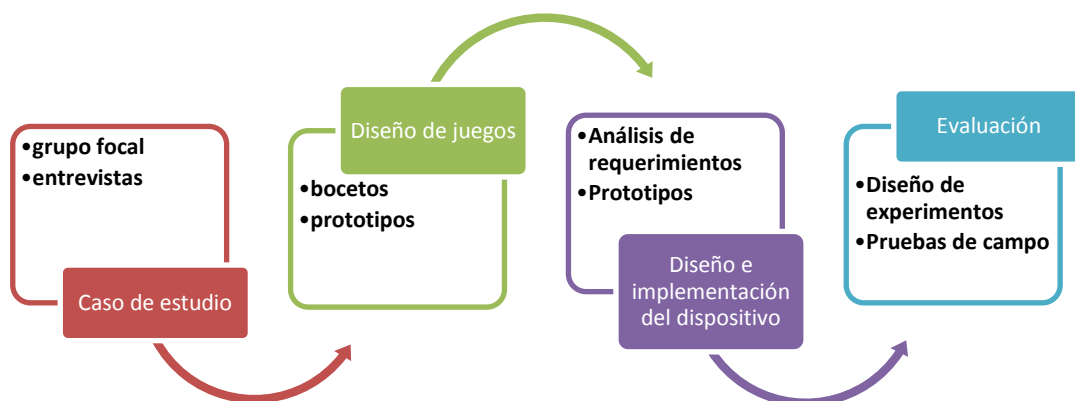 •grupo focal
•entrevistas
Caso de estudio
Diseño de juegos
•bocetos
•prototipos
•Análisis de
requerimientos
•Prototipos
Diseño e
implementación
del dispositivo
Evaluación
•Diseño de
experimentos
•Pruebas de campo